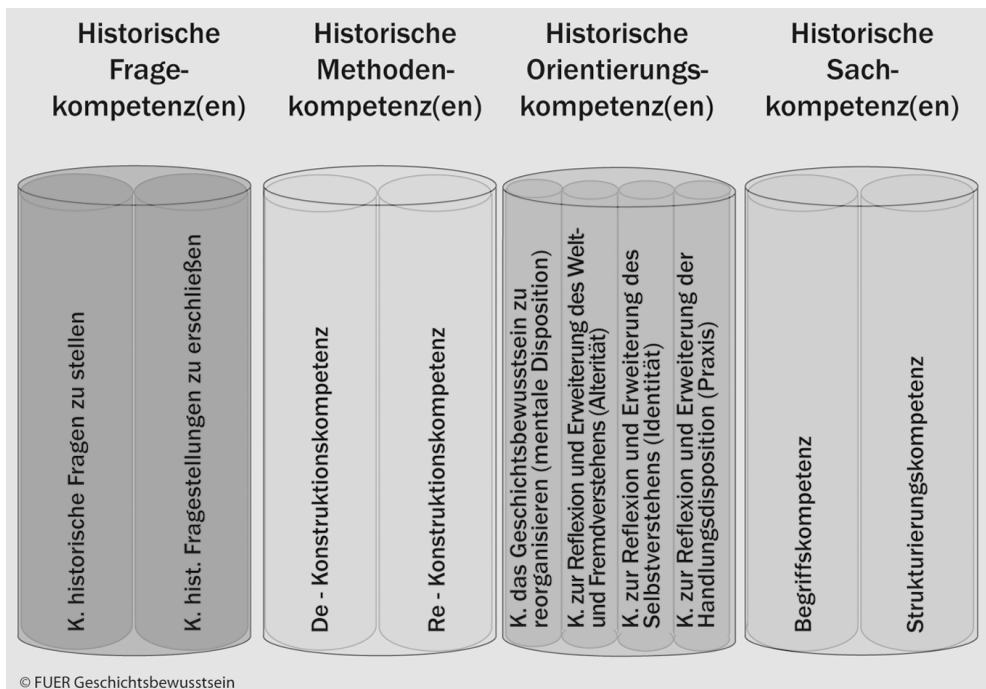 Historische
Frage-
kompetenz(en)
Historische
Methoden-
kompetenz(en)
Historische
Orientierungs-
kompetenz(en)
Historische
Sach-
kompetenz(en)
K. historische Fragen zu stellen
K. hist. Fragestellungen zu erschließen
De - Konstruktionskompetenz
Re - Konstruktionskompetenz
K. das Geschichtsbewusstsein zu
reorganisieren (mentale Disposition)
K. zur Reflexion und Erweiterung des Welt-
und Fremdverstehens (Alterität)
K. zur Reflexion und Erweiterung des
Selbstverstehens (Identität)
K. zur Reflexion und Erweiterung der
Handlungsdisposition (Praxis)
Begriffskompetenz
Strukturierungskompetenz
© FUER Geschichtsbewusstsein